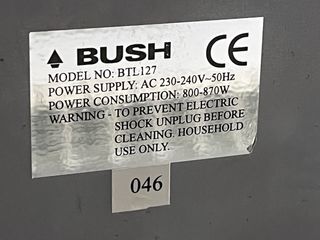 BUSH CE
MODEL NO: BTL127
POWER SUPPLY: AC 230-240V~50Hz
POWER CONSUMPTION: 800-870W
WARNING - TO PREVENT ELECTRIC
SHOCK UNPLUG BEFORE
CLEANING. HOUSEHOLD
USE ONLY.
046